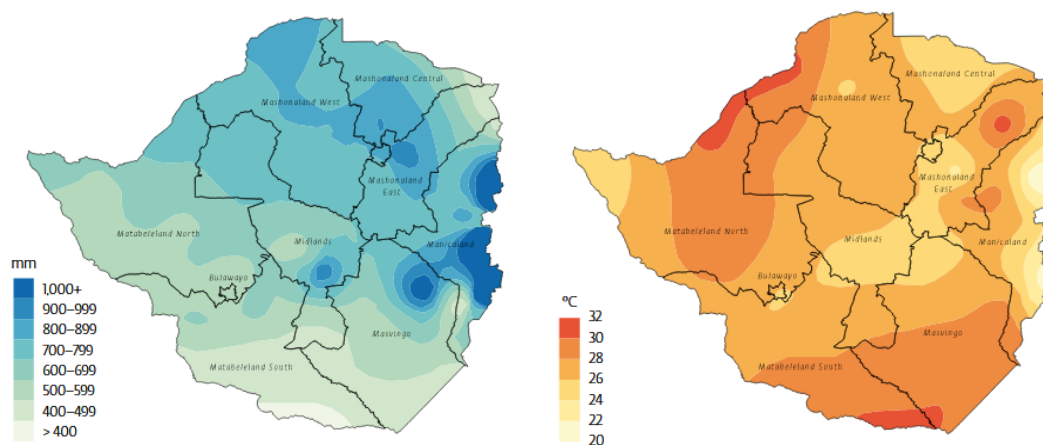 Mashonaland Central
Mashonaland West
Mashonaland
East
Matabeleland North
Midlands
Manicaland
Bulawayo
Masvingo
Matabeleland South
mm
1,000+
900–999
800–899
700–799
600–699
500–599
400–499
> 400
Mashonaland Central
Mashonaland West
Mashonaland
East
Matabeleland North
Midlands
Manicaland
Bulawayo
Masvingo
Matabeleland South
ºC
32
30
28
26
24
22
20